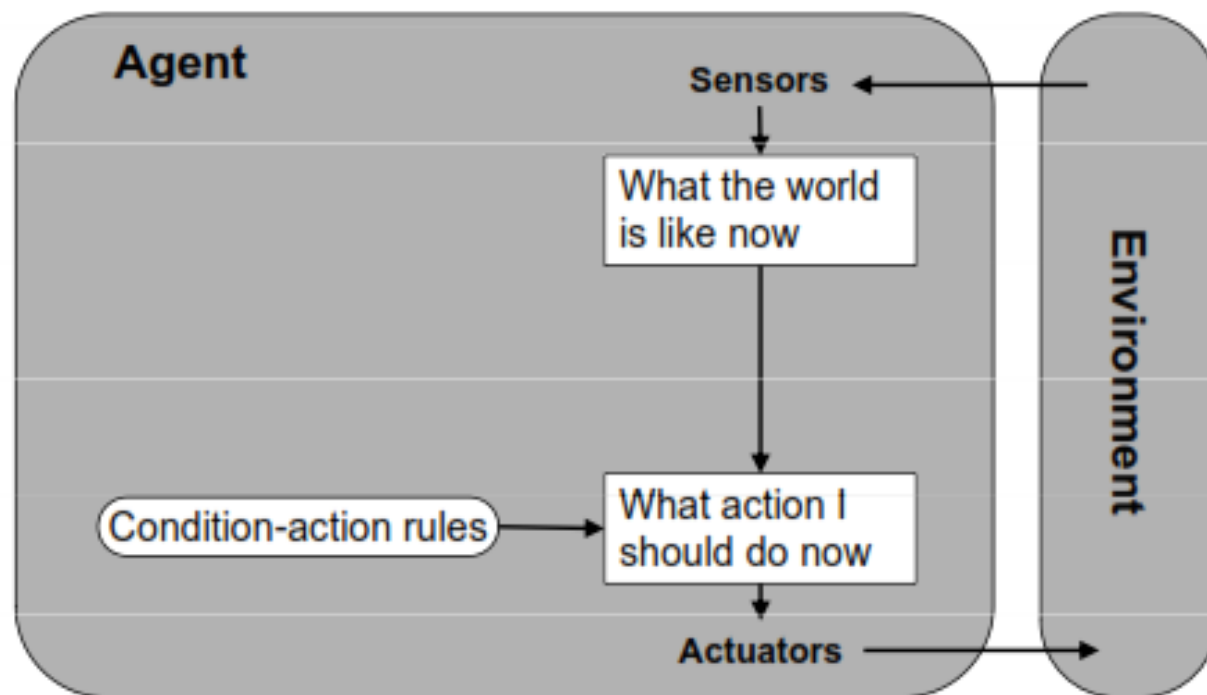 Agent
Sensors
What the world
is like now
Environment
Condition-action rules
What action I
should do now
Actuators